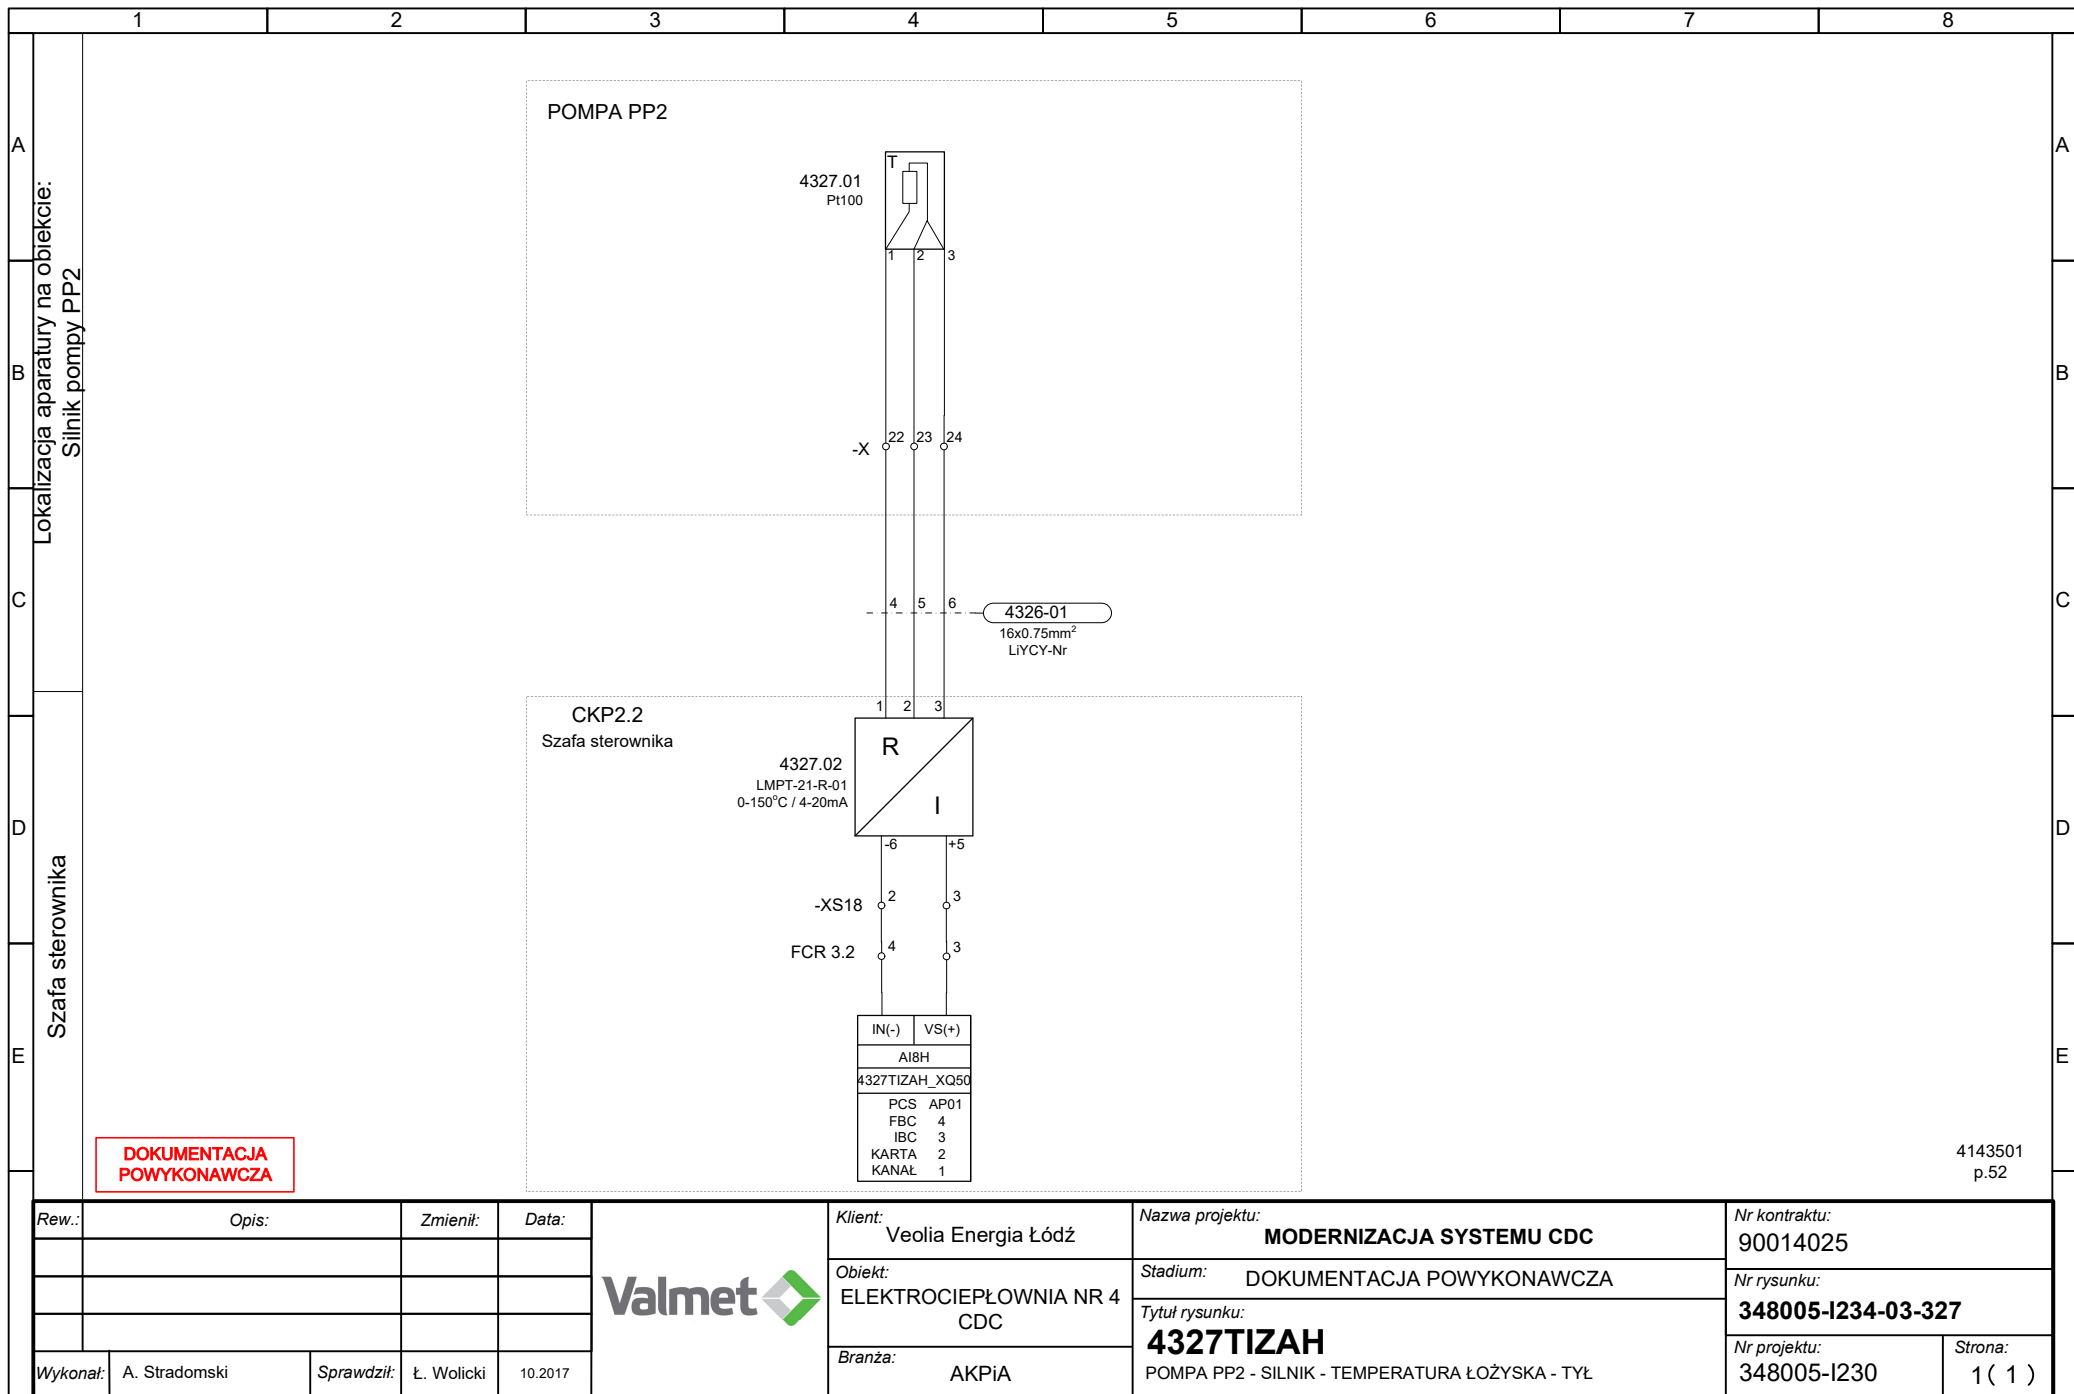 1 2 3 4 5 6 7 8
A
B
C
D
E
A
B
C
D
E
Lokalizacja aparatury na obiekcie:
Silnik pompy PP2
Szafa sterownika
POMPA PP2
T
4327.01
Pt100
1 2 3
-X 22 23 24
4 5 6
4326-01
16x0.75mm²
LiYCY-Nr
CKP2.2
Szafa sterownika
1 2 3
R
I
4327.02
LMPT-21-R-01
0-150°C / 4-20mA
-6 +5
-XS18 2 3
FCR 3.2 4 3
IN(-) VS(+)
AI8H
4327TIZAH_XQ50
PCS AP01
FBC 4
IBC 3
KARTA 2
KANAŁ 1
DOKUMENTACJA
POWYKONAWCZA
4143501
p.52
Rew.: Opis: Zmienił: Data:
Wykonał: A. Stradomski Sprawdził: Ł. Wolicki 10.2017
Valmet
Klient:
Veolia Energia Łódź
Obiekt:
ELEKTROCIEPŁOWNIA NR 4
CDC
Branża:
AKPiA
Nazwa projektu:
MODERNIZACJA SYSTEMU CDC
Stadium: DOKUMENTACJA POWYKONAWCZA
Tytuł rysunku:
4327TIZAH
POMPA PP2 - SILNIK - TEMPERATURA ŁOŻYSKA - TYŁ
Nr kontraktu:
90014025
Nr rysunku:
348005-I234-03-327
Nr projektu:
348005-I230
Strona:
1( 1 )